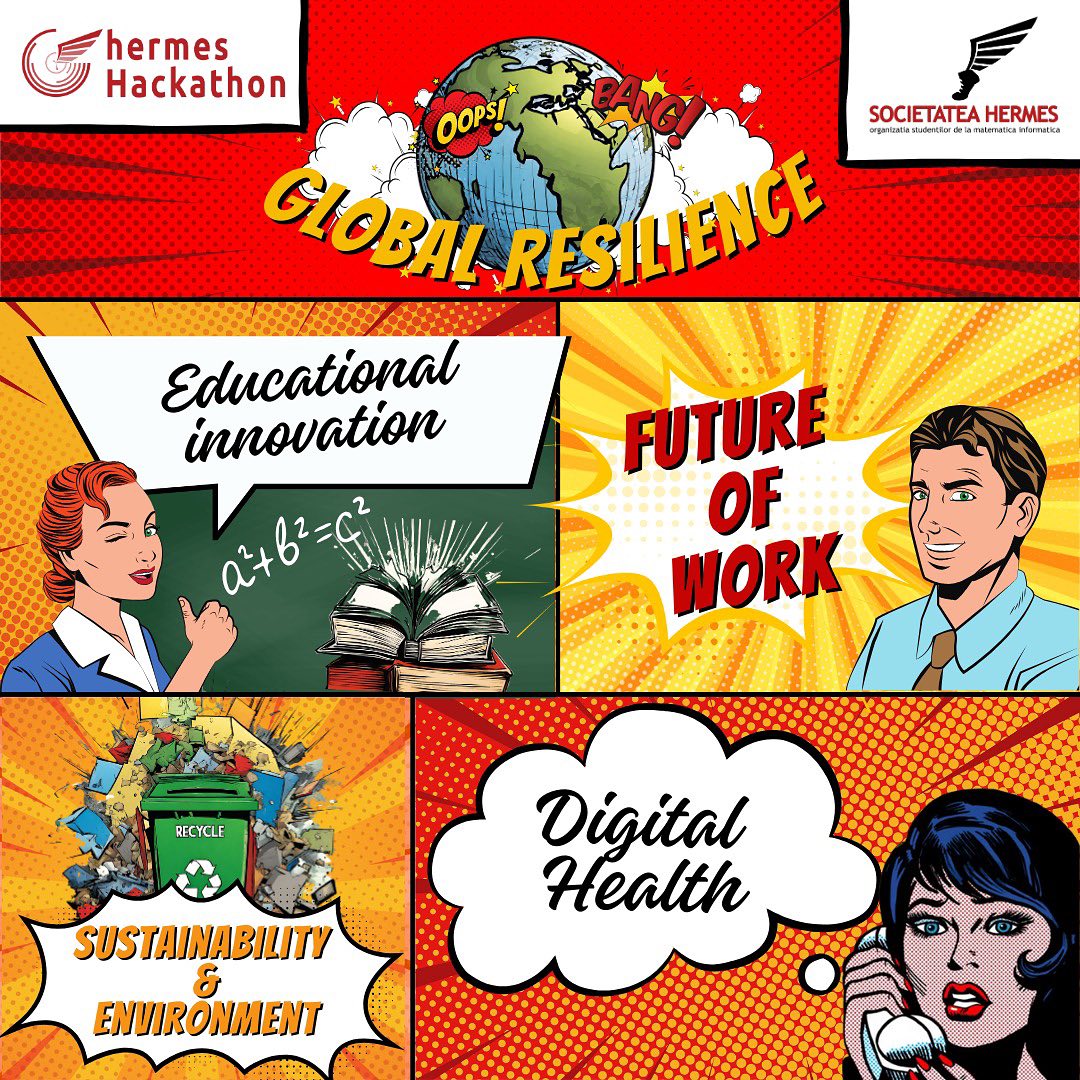 hermes
Hackathon
SOCIETATEA HERMES
organizatia studentilor de la matematica informatica
OOPS!
BANG!
GLOBAL RESILIENCE
Educational
innovation
a²+b²=c²
FUTURE
OF
WORK
RECYCLE
SUSTAINABILITY
&
ENVIRONMENT
Digital
Health